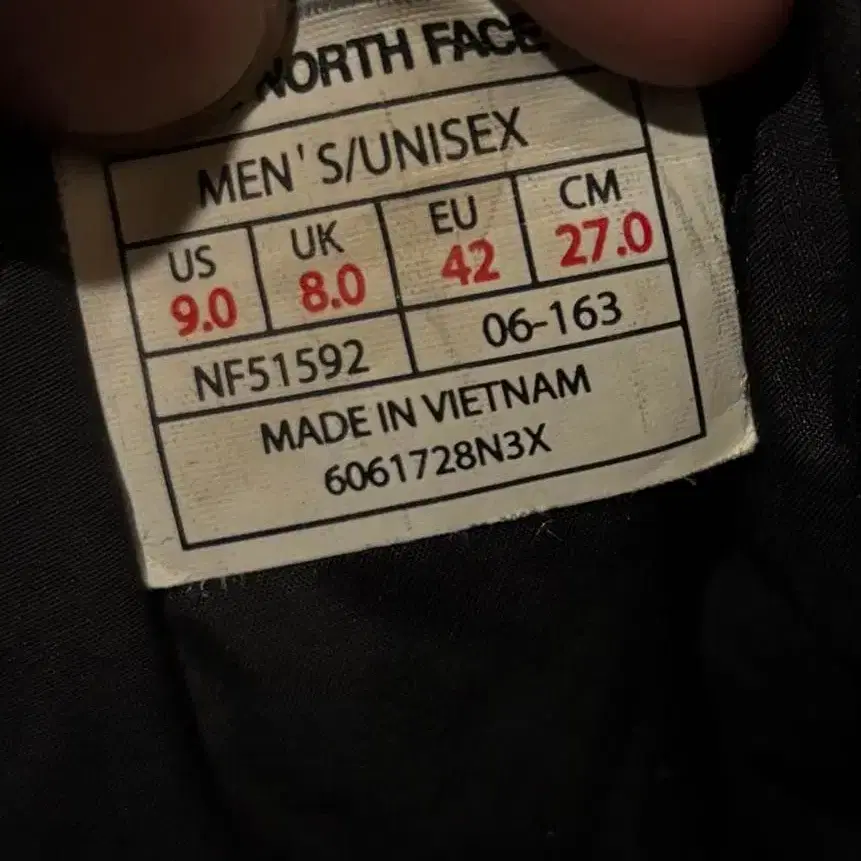 NORTH FACE
MEN'S/UNISEX
US UK EU CM
9.0 8.0 42 27.0
NF51592 06-163
MADE IN VIETNAM
6061728N3X